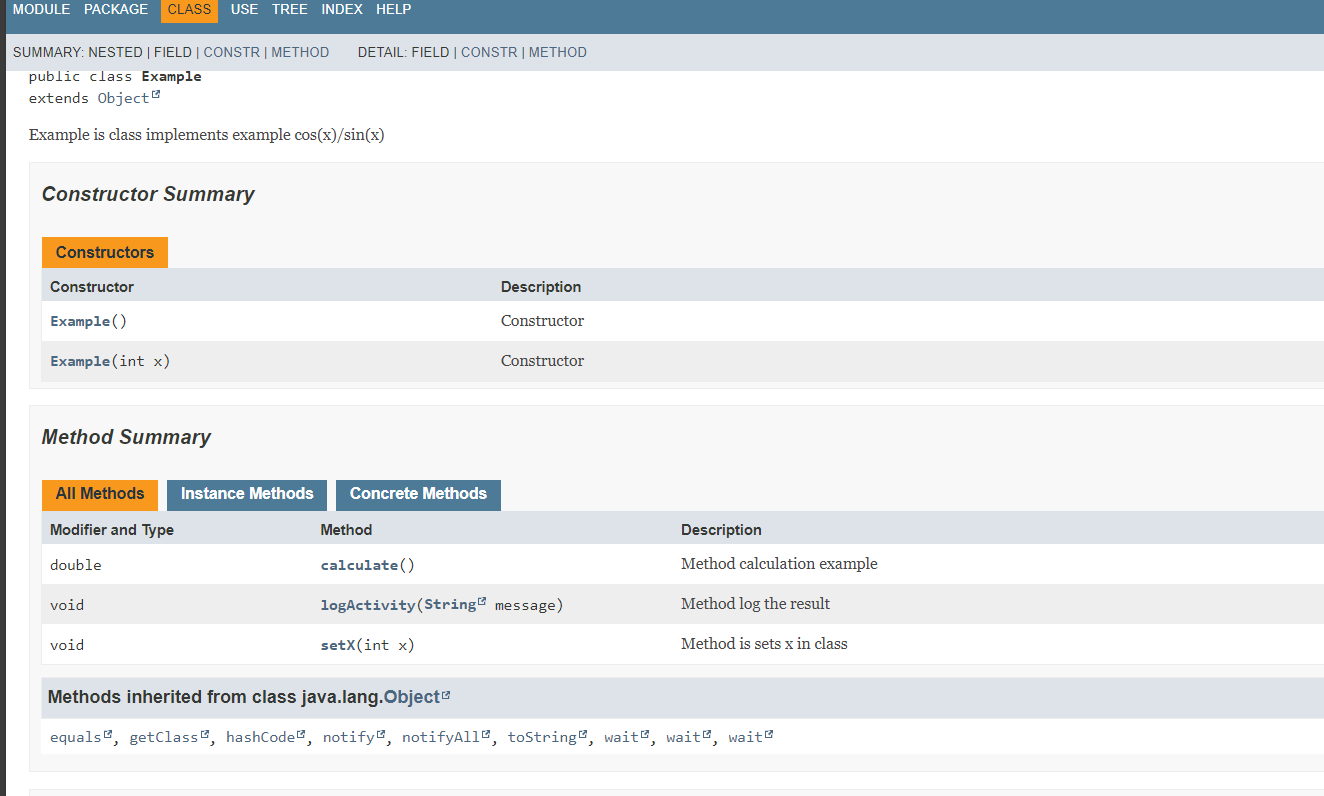 MODULE PACKAGE CLASS USE TREE INDEX HELP
SUMMARY: NESTED | FIELD | CONSTR | METHOD DETAIL: FIELD | CONSTR | METHOD
public class Example
extends Object
Example is class implements example cos(x)/sin(x)
Constructor Summary
Constructors
Constructor Description
Example() Constructor
Example(int x) Constructor
Method Summary
All Methods Instance Methods Concrete Methods
Modifier and Type Method Description
double calculate() Method calculation example
void logActivity(String message) Method log the result
void setX(int x) Method is sets x in class
Methods inherited from class java.lang.Object
equals, getClass, hashCode, notify, notifyAll, toString, wait, wait, wait